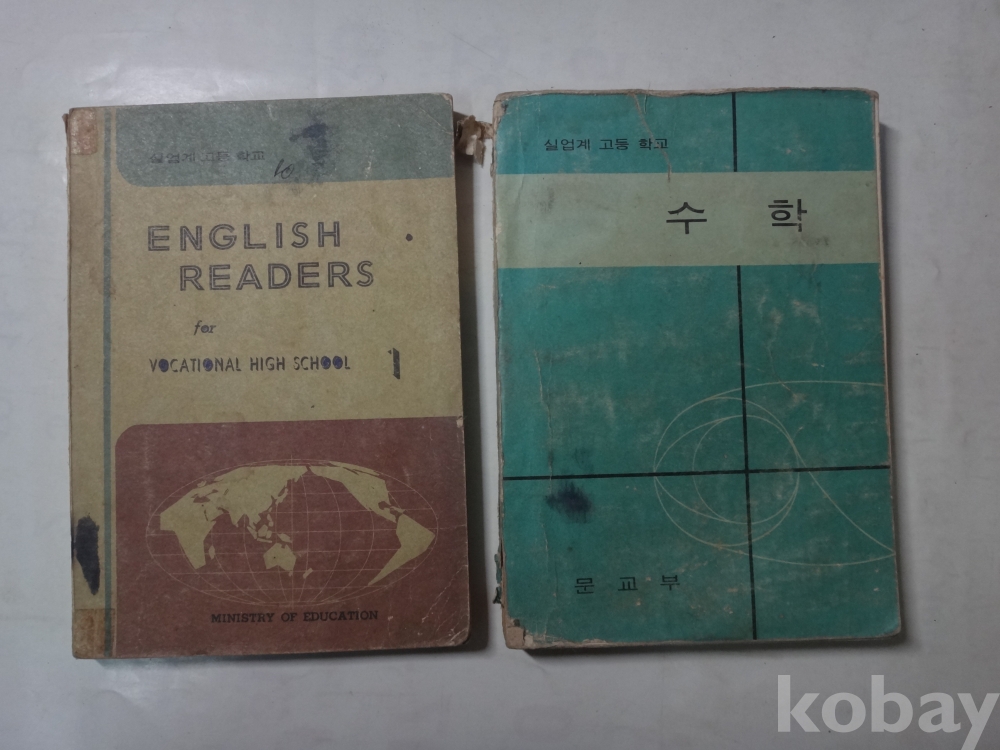 실업계 고등 학교
10
ENGLISH
READERS
for
VOCATIONAL HIGH SCHOOL 1
MINISTRY OF EDUCATION
실업계 고등 학교
수 학
문 교 부
kobay